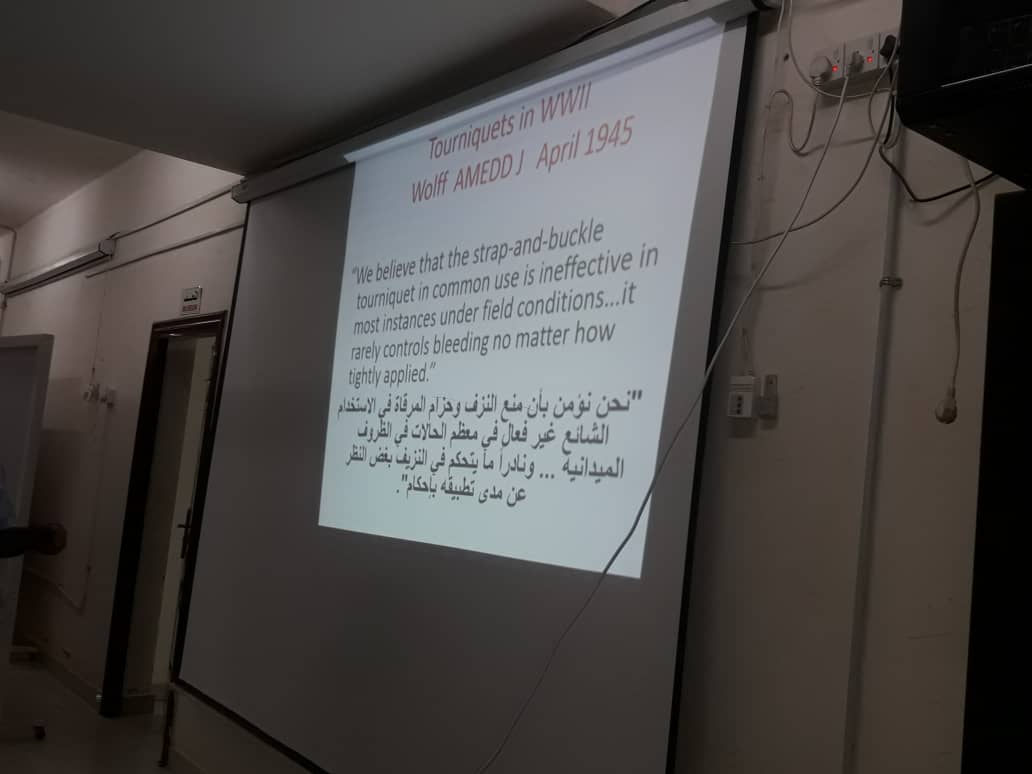 Tourniquets in WWII
Wolff AMEDD J April 1945
“We believe that the strap-and-buckle
tourniquet in common use is ineffective in
most instances under field conditions...it
rarely controls bleeding no matter how
tightly applied.”
"نحن نؤمن بأن منع النزف وحزام المرقاة في الاستخدام
الشائع غير فعال في معظم الحالات في الظروف
الميدانية ... ونادراً ما يتحكم في النزيف بغض النظر
عن مدى تطبيقه بإحكام".